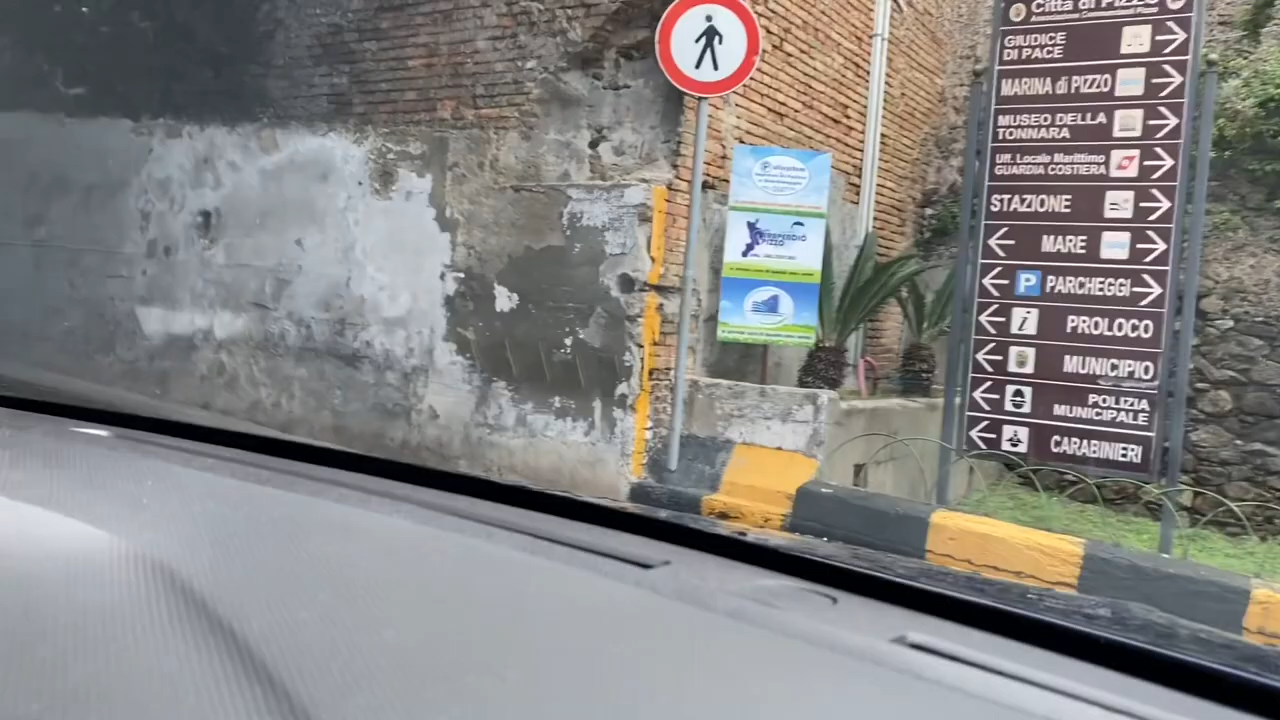 Città di PIZZO
GIUDICE
DI PACE
MARINA di PIZZO
MUSEO DELLA
TONNARA
Uff. Locale Marittimo
GUARDIA COSTIERA
STAZIONE
MARE
P PARCHEGGI
i PROLOCO
MUNICIPIO
POLIZIA
MUNICIPALE
CARABINIERI
PIZZO